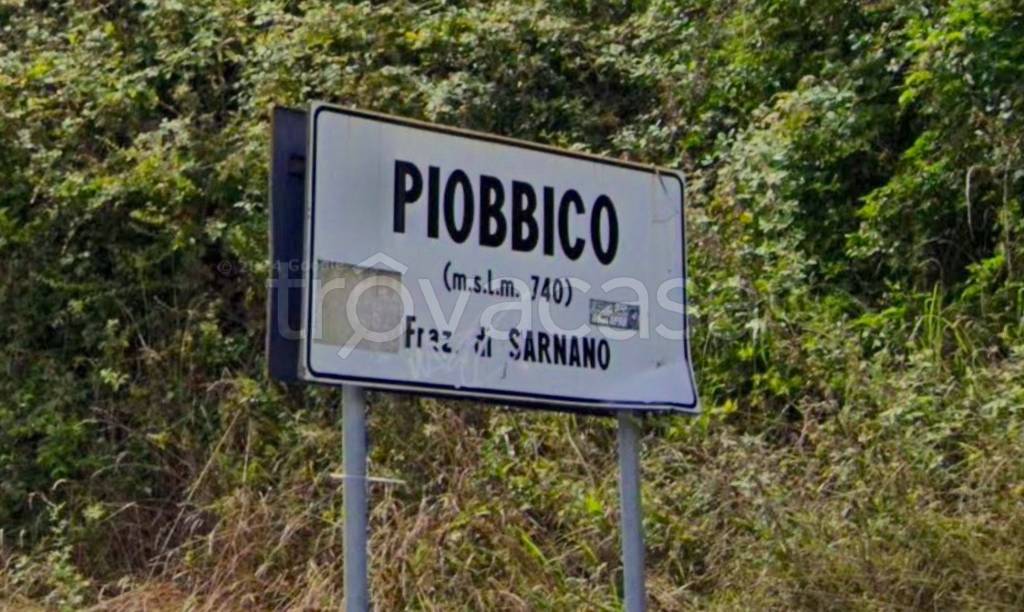 PIOBBICO
(m.s.l.m. 740)
Fraz. di SARNANO
trovacasa